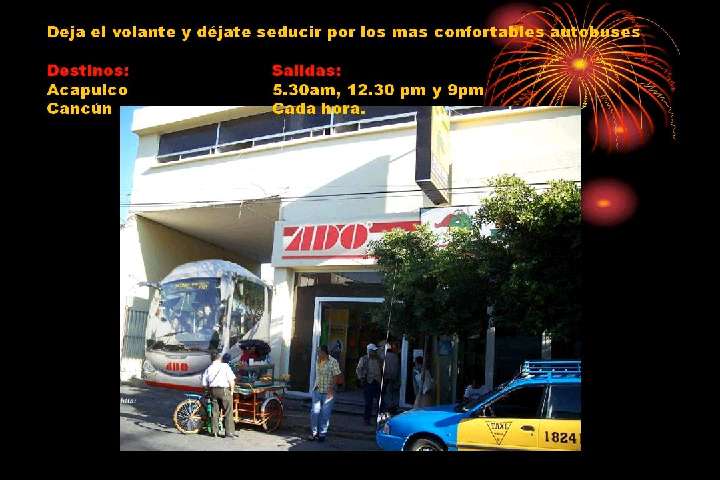 Deja el volante y déjate seducir por los mas confortables autobuses
Destinos: Salidas:
Acapulco 5.30am, 12.30 pm y 9pm
Cancún Cada hora.
ADO
ADO
TAXI
1824